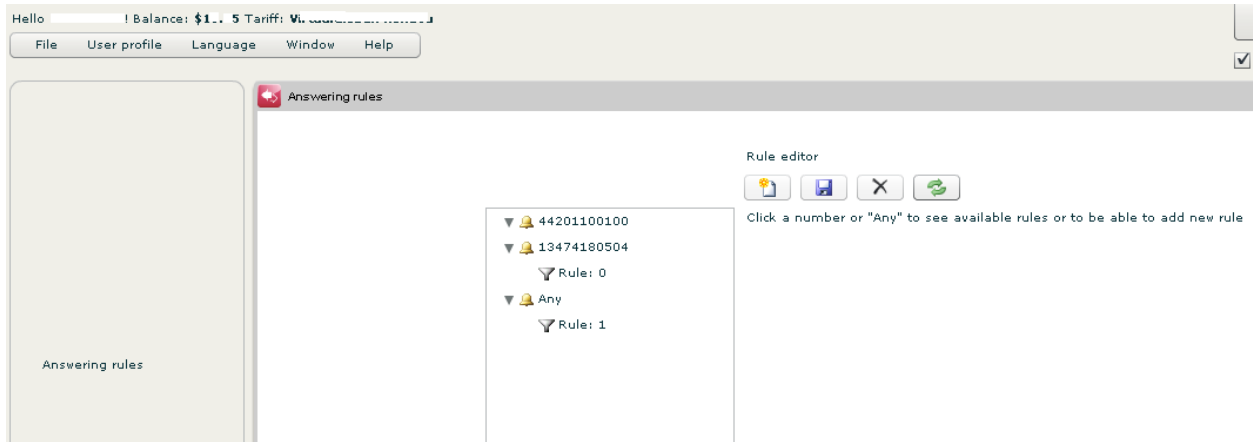 Hello ! Balance: $1 5 Tariff:
File User profile Language Window Help
Answering rules
Rule editor
Click a number or "Any" to see available rules or to be able to add new rule
44201100100
13474180504
Rule: 0
Any
Rule: 1
Answering rules